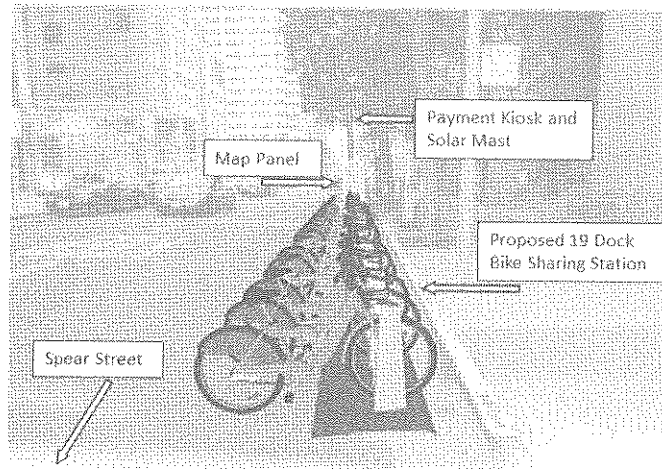 Payment Kiosk and
Solar Mast
Map Panel
Proposed 19 Dock
Bike Sharing Station
Spear Street